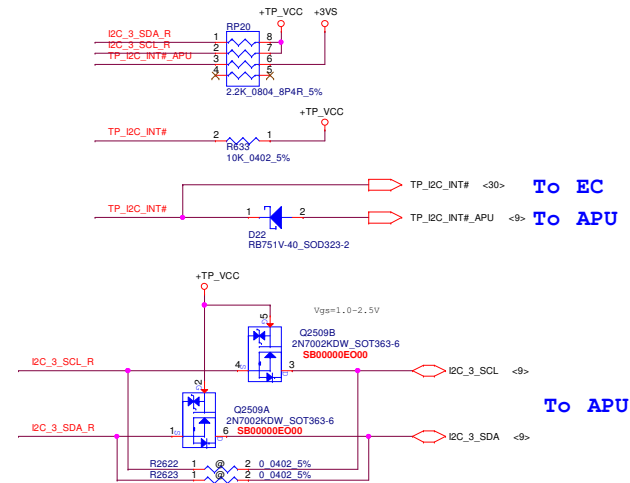 +TP_VCC +3VS
RP20
I2C_3_SDA_R 1 8
I2C_3_SCL_R 2 7
TP_I2C_INT#_APU 3 6
4 5
2.2K_0804_8P4R_5%
+TP_VCC
TP_I2C_INT# 2 1
R633
10K_0402_5%
TP_I2C_INT# <30> To EC
TP_I2C_INT# 1 2 TP_I2C_INT#_APU <9> To APU
D22
RB751V-40_SOD323-2
+TP_VCC
Vgs=1.0-2.5V
5
G
Q2509B
2N7002KDW_SOT363-6
SB00000EO00
I2C_3_SCL_R 4 S D 3 I2C_3_SCL <9>
2
G
To APU
Q2509A
2N7002KDW_SOT363-6
SB00000EO00
I2C_3_SDA_R 1 S D 6 I2C_3_SDA <9>
R2622 1 @ 2 0_0402_5%
R2623 1 @ 2 0_0402_5%